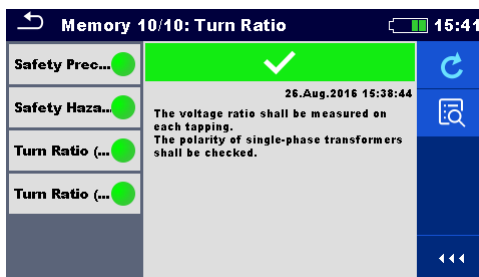 Memory 10/10: Turn Ratio
15:41
Safety Prec...
Safety Haza...
Turn Ratio (...
Turn Ratio (...
26.Aug.2016 15:38:44
The voltage ratio shall be measured on
each tapping.
The polarity of single-phase transformers
shall be checked.